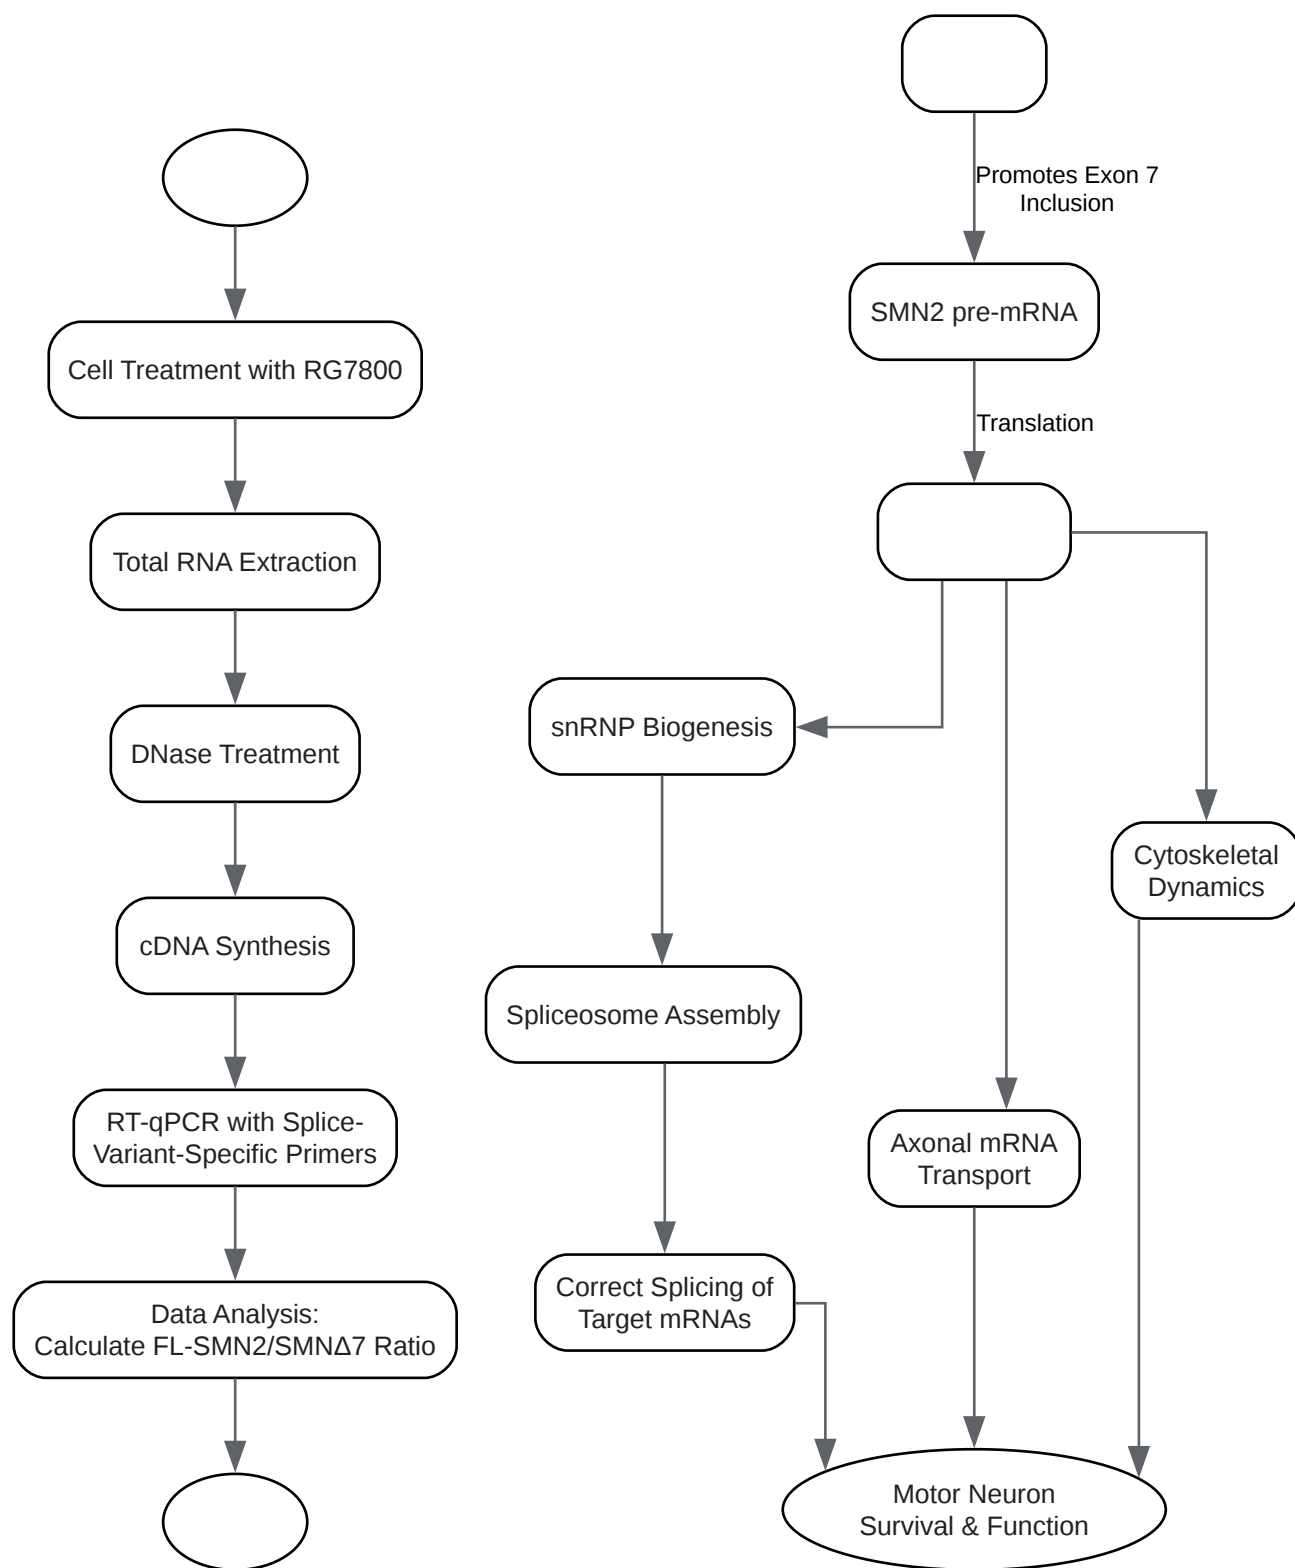 Cell Treatment with RG7800
Total RNA Extraction
DNase Treatment
cDNA Synthesis
RT-qPCR with Splice-
Variant-Specific Primers
Data Analysis:
Calculate FL-SMN2/SMNΔ7 Ratio
Promotes Exon 7
Inclusion
SMN2 pre-mRNA
Translation
snRNP Biogenesis
Cytoskeletal
Dynamics
Spliceosome Assembly
Axonal mRNA
Transport
Correct Splicing of
Target mRNAs
Motor Neuron
Survival & Function